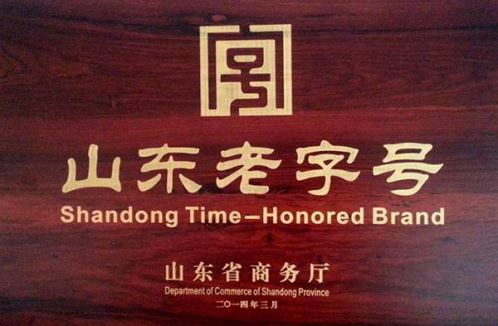 山东老字号
Shandong Time-Honored Brand
山东省商务厅
Department of Commerce of Shandong Province
二〇一四年三月